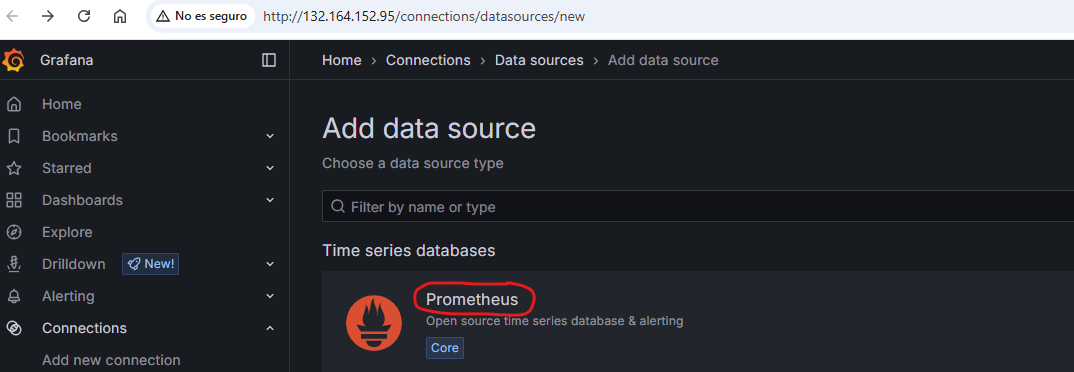 No es seguro http://132.164.152.95/connections/datasources/new
Grafana
Home › Connections › Data sources › Add data source
Home
Bookmarks
Starred
Dashboards
Explore
Drilldown New!
Alerting
Connections
Add new connection
Add data source
Choose a data source type
Filter by name or type
Time series databases
Prometheus
Open source time series database & alerting
Core